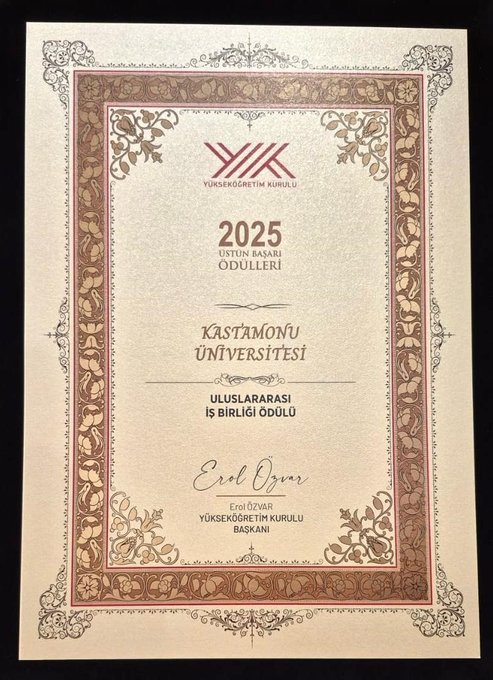 YÖK
YÜKSEKÖĞRETİM KURULU
2025
ÜSTÜN BAŞARI
ÖDÜLLERİ
KASTAMONU
ÜNİVERSİTESİ
ULUSLARARASI
İŞ BİRLİĞİ ÖDÜLÜ
Erol Özvar
Erol ÖZVAR
YÜKSEKÖĞRETİM KURULU
BAŞKANI